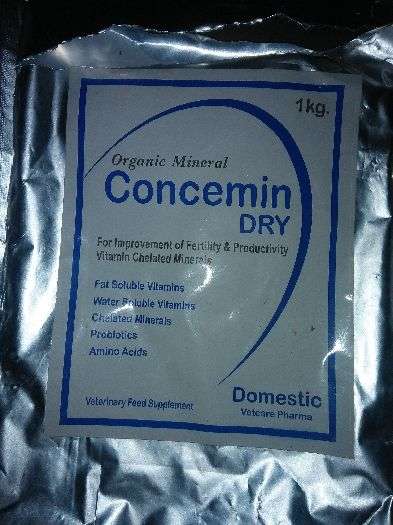 1kg.
Organic Mineral
Concemin
DRY
For Improvement of Fertility & Productivity
Vitamin Chelated Minerals
Fat Soluble Vitamins
Water Soluble Vitamins
Chelated Minerals
Probiotics
Amino Acids
Veterinary Feed Supplement
Domestic
Vetcare Pharma